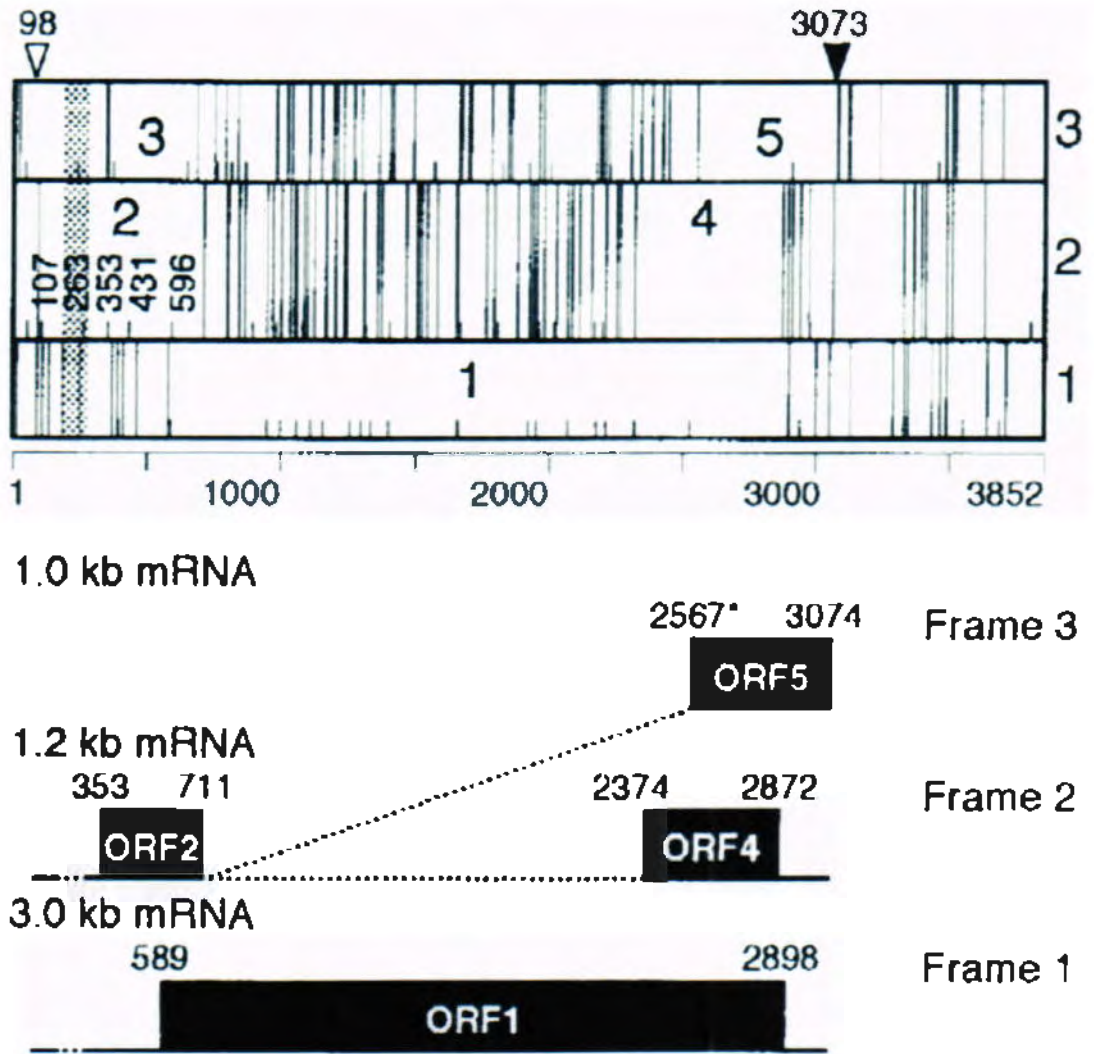 98 3073
3 5 3
2 4 2
107 263 353 431 596
1 1
1 1000 2000 3000 3852
1.0 kb mRNA
2567* 3074 Frame 3
ORF5
1.2 kb mRNA
353 711 2374 2872 Frame 2
ORF2 ORF4
3.0 kb mRNA
589 2898 Frame 1
ORF1